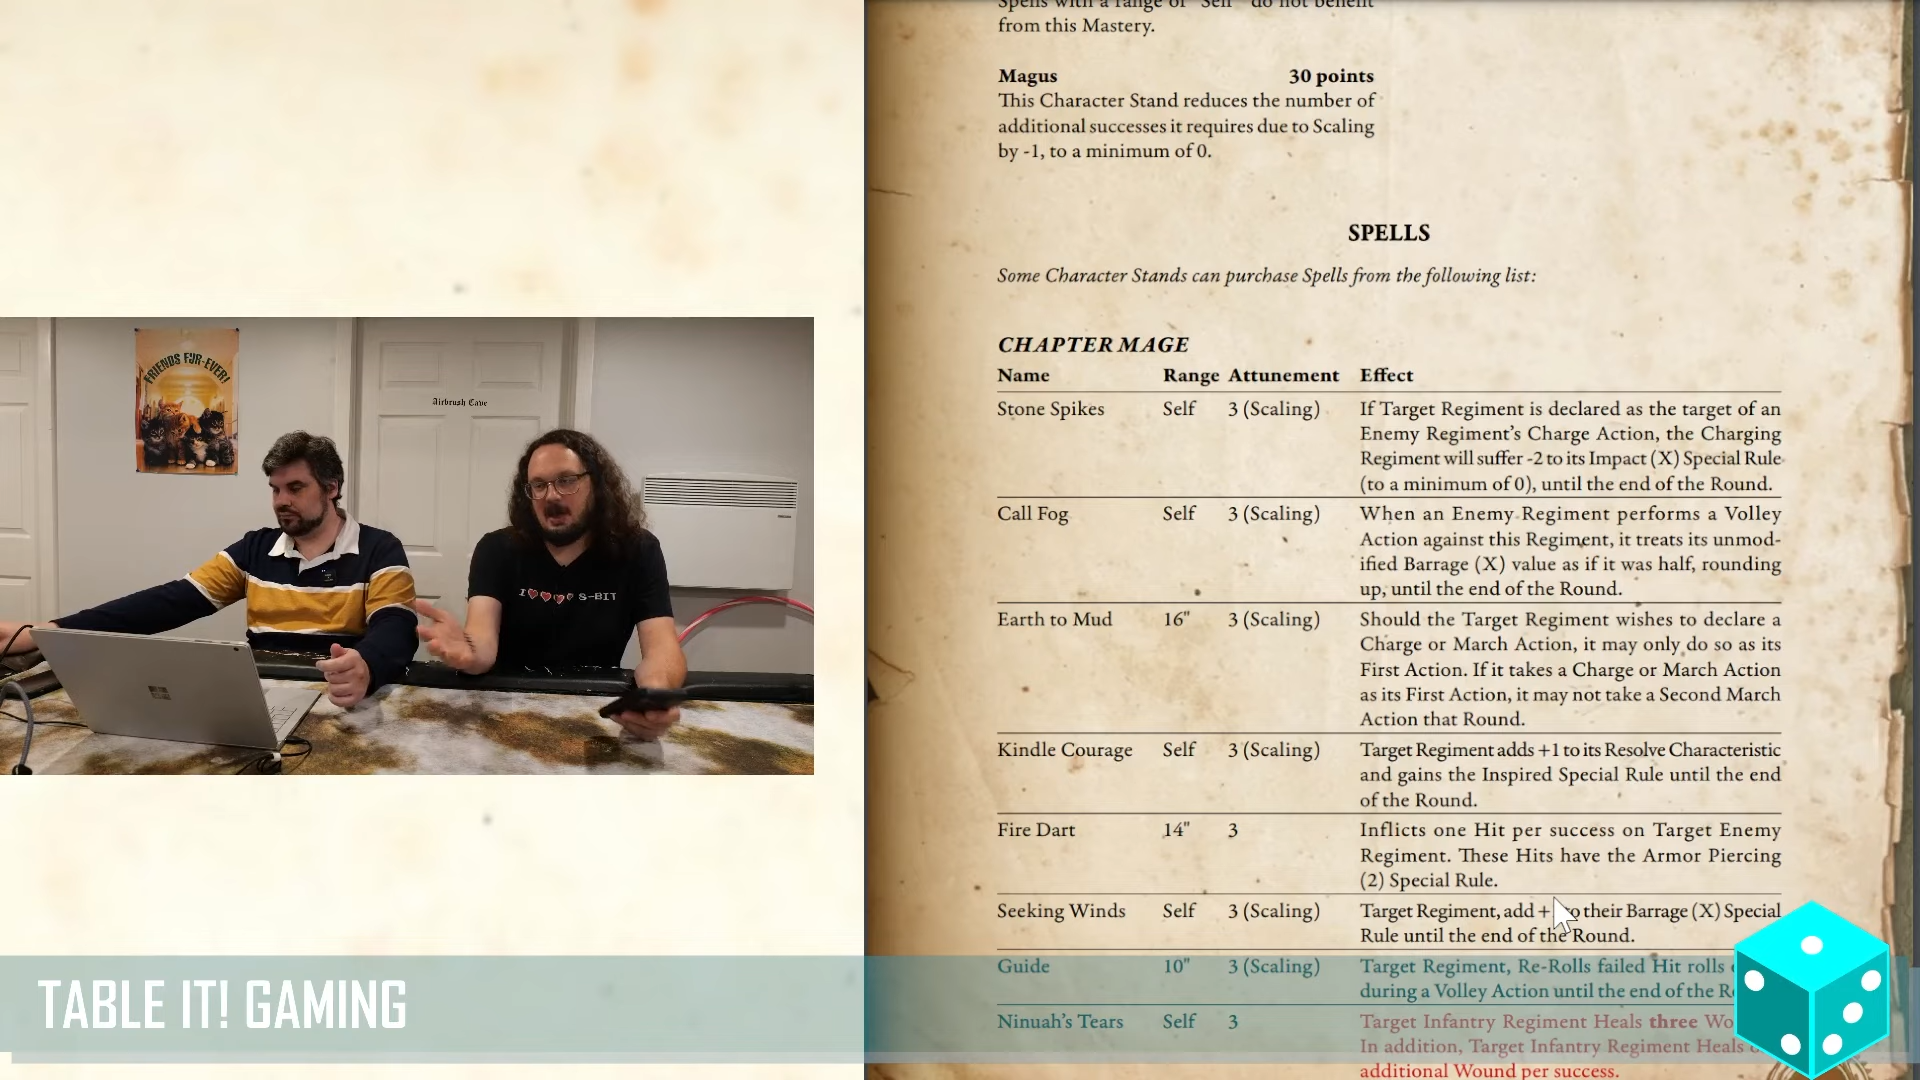 Spells with a range of "Self" do not benefit
from this Mastery.
Magus 30 points
This Character Stand reduces the number of
additional successes it requires due to Scaling
by -1, to a minimum of 0.
SPELLS
Some Character Stands can purchase Spells from the following list:
CHAPTER MAGE
Name Range Attunement Effect
Stone Spikes Self 3 (Scaling) If Target Regiment is declared as the target of an
Enemy Regiment's Charge Action, the Charging
Regiment will suffer -2 to its Impact (X) Special Rule
(to a minimum of 0), until the end of the Round.
Call Fog Self 3 (Scaling) When an Enemy Regiment performs a Volley
Action against this Regiment, it treats its unmod-
ified Barrage (X) value as if it was half, rounding
up, until the end of the Round.
Earth to Mud 16" 3 (Scaling) Should the Target Regiment wishes to declare a
Charge or March Action, it may only do so as its
First Action. If it takes a Charge or March Action
as its First Action, it may not take a Second March
Action that Round.
Kindle Courage Self 3 (Scaling) Target Regiment adds +1 to its Resolve Characteristic
and gains the Inspired Special Rule until the end
of the Round.
Fire Dart 14" 3 Inflicts one Hit per success on Target Enemy
Regiment. These Hits have the Armor Piercing
(2) Special Rule.
Seeking Winds Self 3 (Scaling) Target Regiment, add + to their Barrage (X) Special
Rule until the end of the Round.
Guide 10" 3 (Scaling) Target Regiment, Re-Rolls failed Hit rolls
during a Volley Action until the end of the
Ninuah's Tears Self 3 Target Infantry Regiment Heals three
In addition, Target Infantry Regiment Heals
additional Wound per success.
FRIENDS FUR-EVER!
Airbrush Cave
I 8-BIT
TABLE IT! GAMING